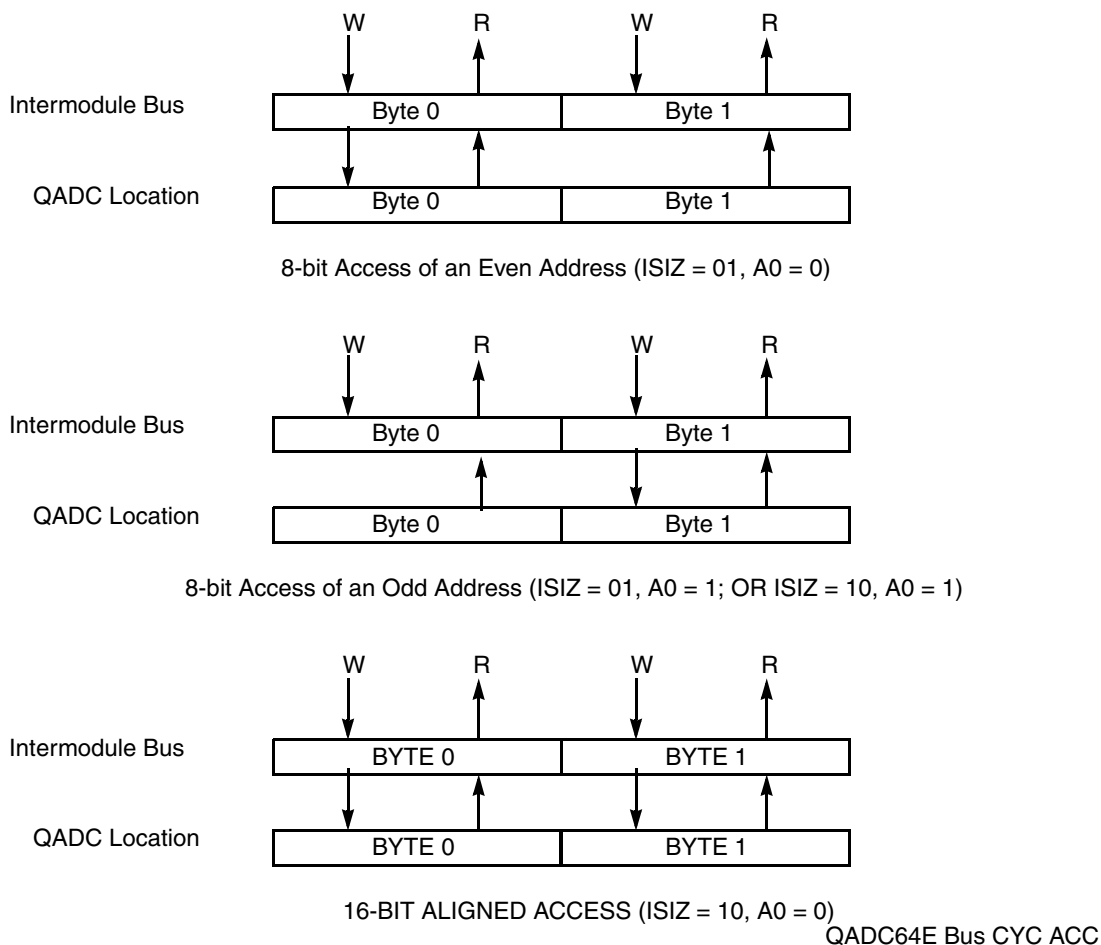 W R W R
Intermodule Bus Byte 0 Byte 1
QADC Location Byte 0 Byte 1
8-bit Access of an Even Address (ISIZ = 01, A0 = 0)
W R W R
Intermodule Bus Byte 0 Byte 1
QADC Location Byte 0 Byte 1
8-bit Access of an Odd Address (ISIZ = 01, A0 = 1; OR ISIZ = 10, A0 = 1)
W R W R
Intermodule Bus BYTE 0 BYTE 1
QADC Location BYTE 0 BYTE 1
16-BIT ALIGNED ACCESS (ISIZ = 10, A0 = 0)
QADC64E Bus CYC ACC